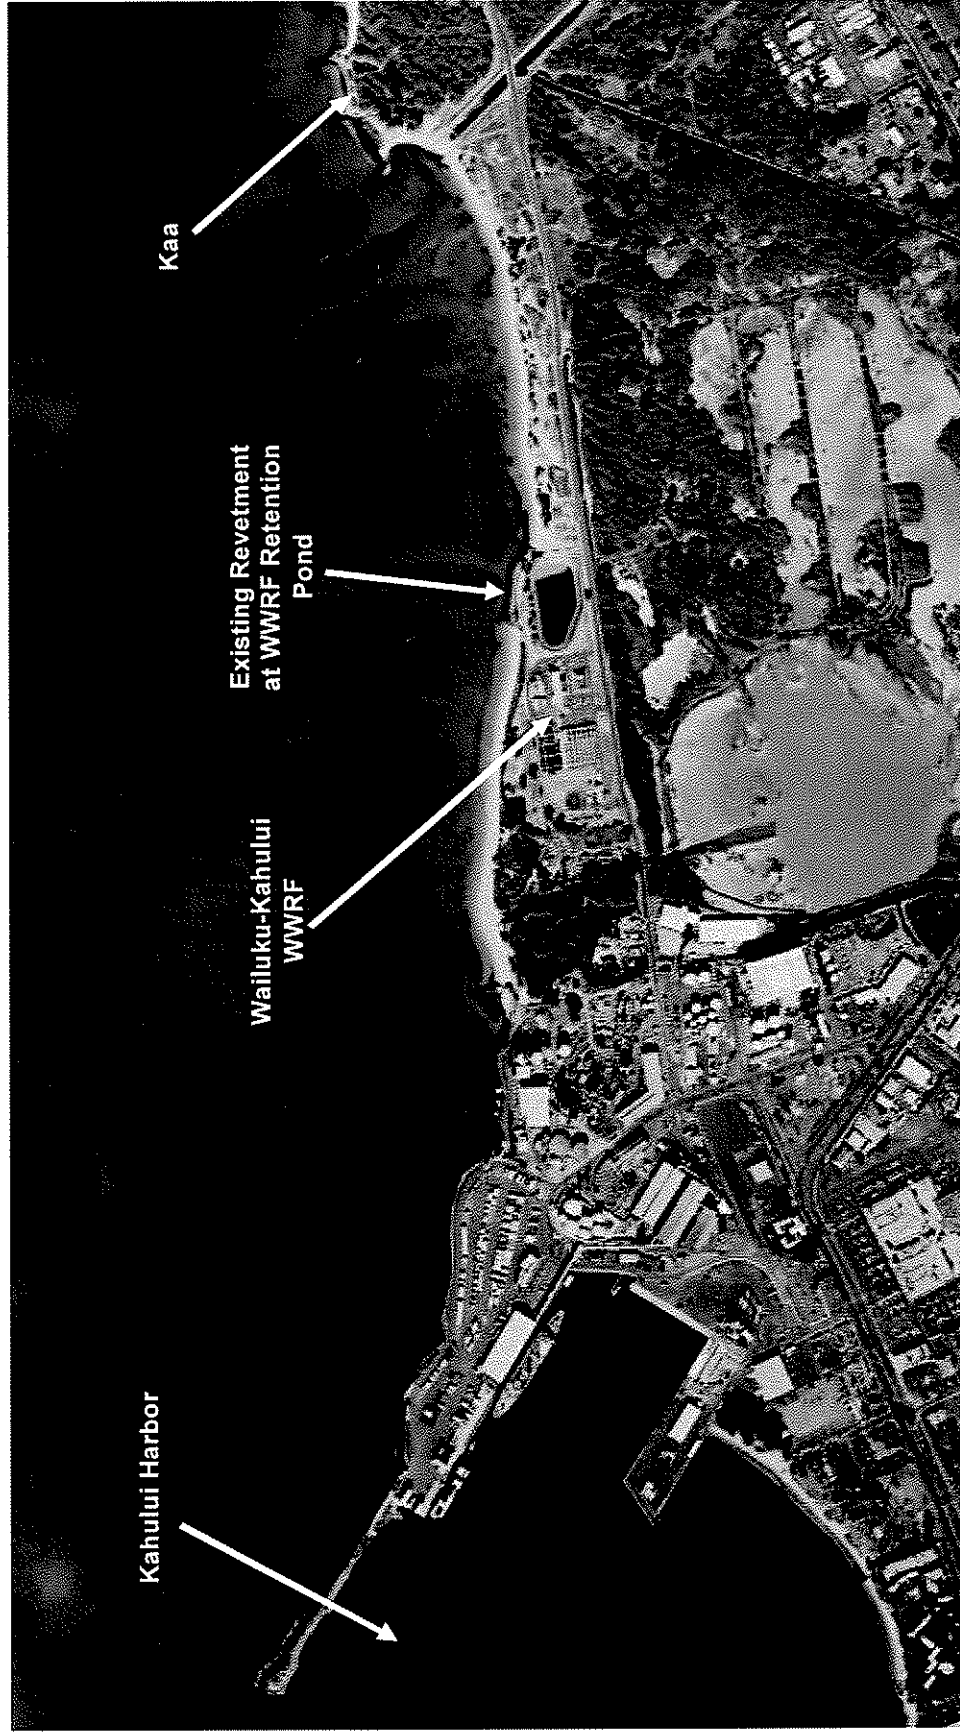 Kahului Harbor
Wailuku-Kahului
WWRF
Existing Revetment
at WWRF Retention
Pond
Kaa